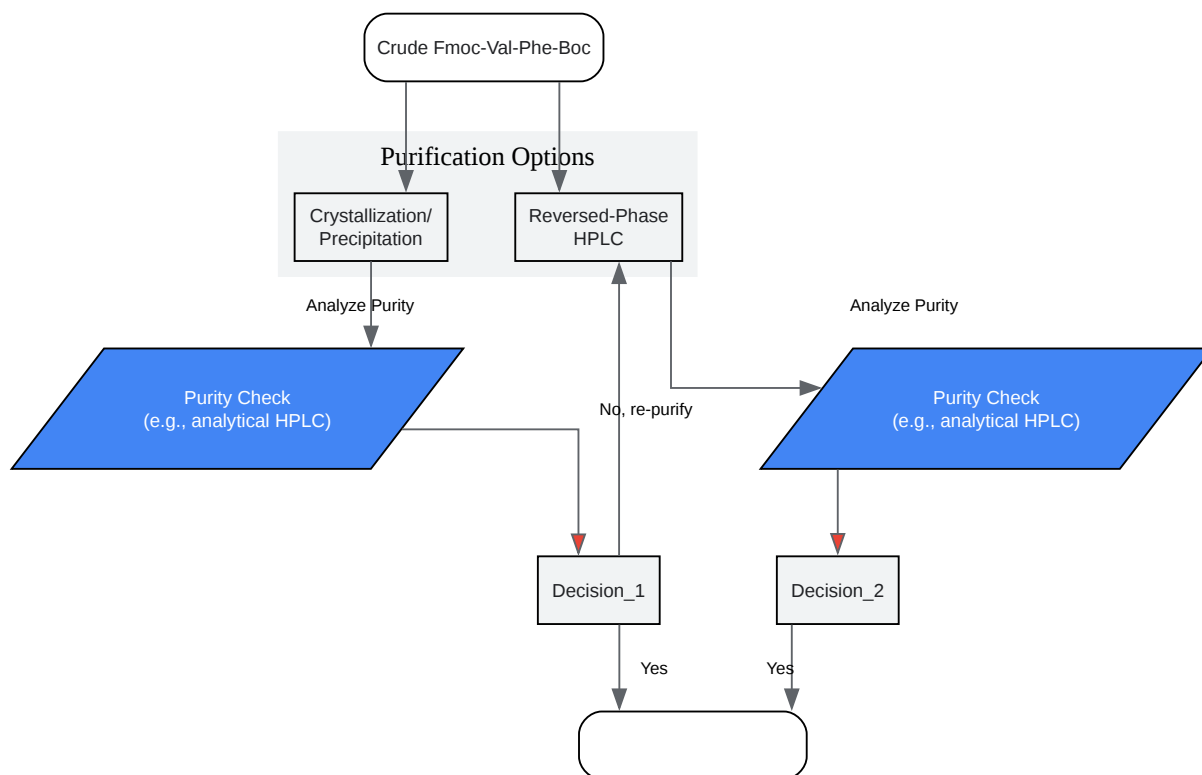 Crude Fmoc-Val-Phe-Boc
Purification Options
Crystallization/
Precipitation
Reversed-Phase
HPLC
Analyze Purity
Analyze Purity
Purity Check
(e.g., analytical HPLC)
No, re-purify
Purity Check
(e.g., analytical HPLC)
Decision_1
Decision_2
Yes
Yes